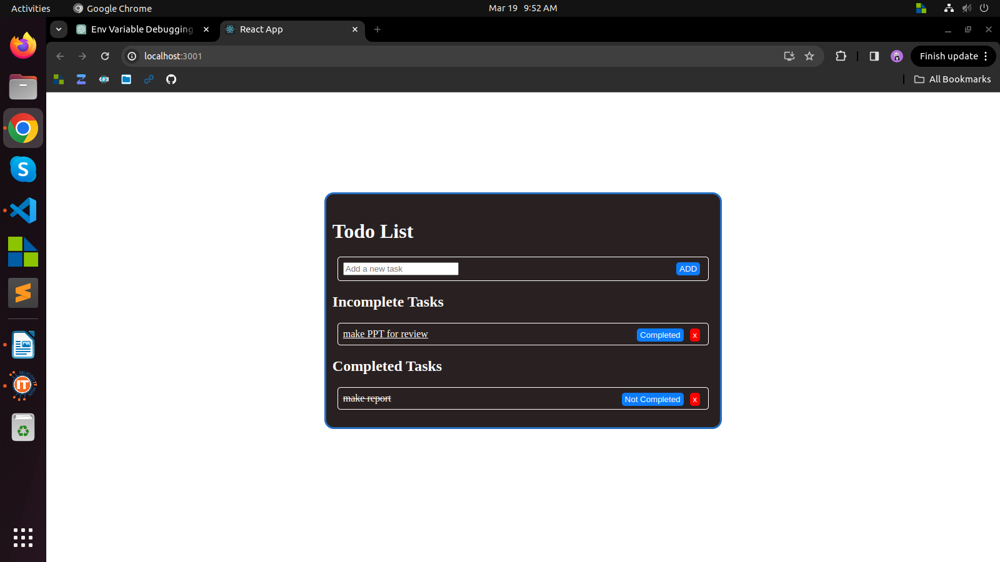 Activities
Google Chrome
Mar 19 9:52 AM
Env Variable Debugging
React App
localhost:3001
Finish update
All Bookmarks
Todo List
Add a new task
ADD
Incomplete Tasks
make PPT for review
Completed
x
Completed Tasks
make report
Not Completed
x
S
IT